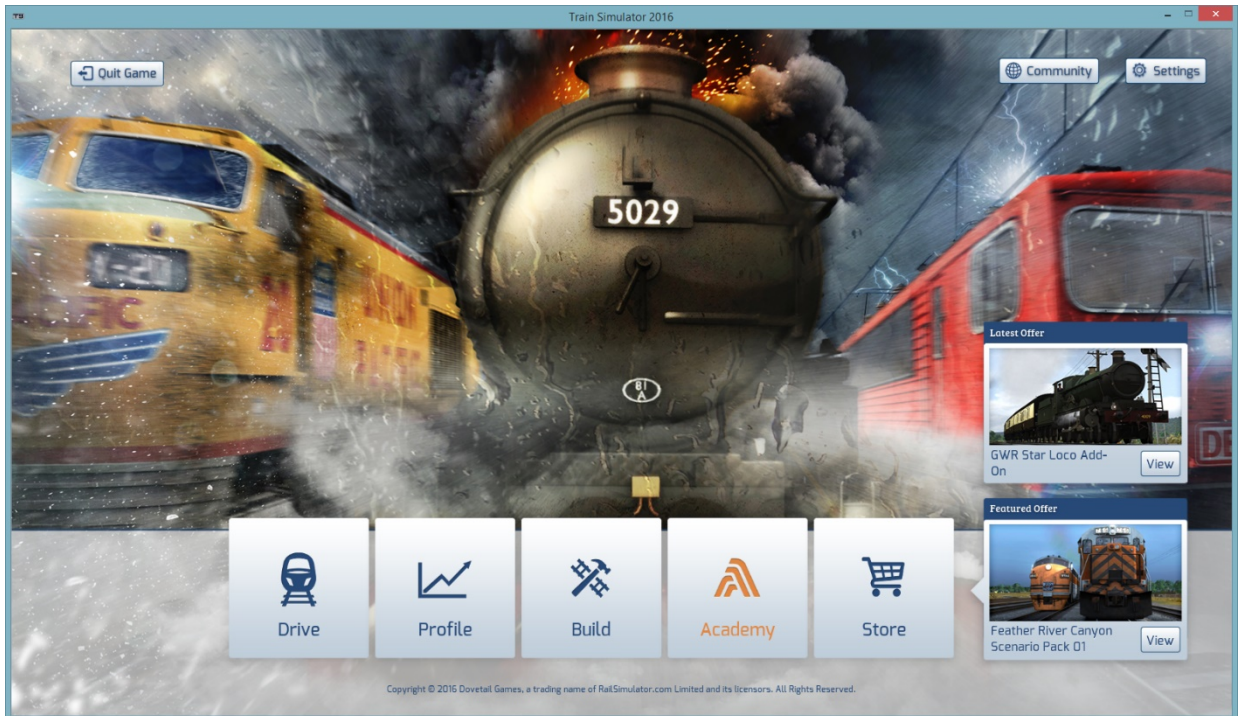 Train Simulator 2016
Quit Game
Community
Settings
5029
81
A
Latest Offer
GWR Star Loco Add-
On
View
Featured Offer
Feather River Canyon
Scenario Pack 01
View
Drive
Profile
Build
Academy
Store
Copyright © 2016 Dovetail Games, a trading name of RailSimulator.com Limited and its licensors. All Rights Reserved.